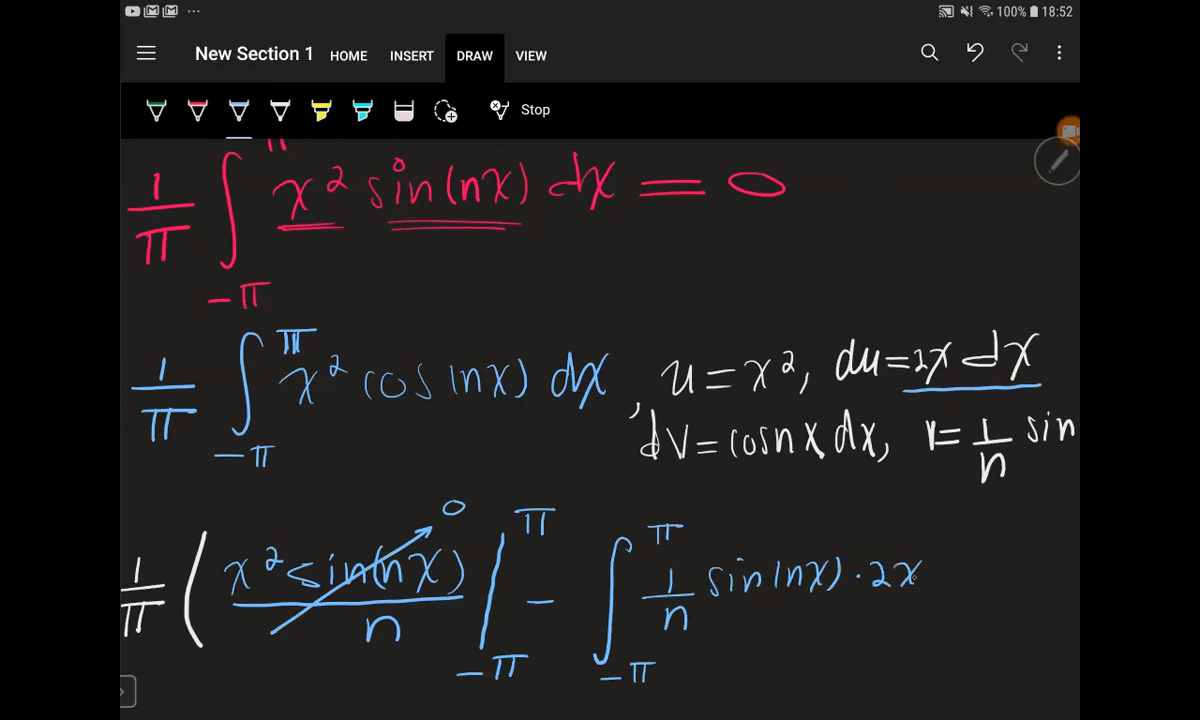 100% 18:52
New Section 1 HOME INSERT DRAW VIEW
Stop
1/π ∫_{-π}^{π} x² sin(nx) dx = 0
1/π ∫_{-π}^{π} x² cos(nx) dx, u = x², du = 2x dx
dv = cosnx dx, v = 1/n sin
1/π ( x² sin(nx)/n |_{-π}^{π} 0 - ∫_{-π}^{π} 1/n sin(nx) · 2x